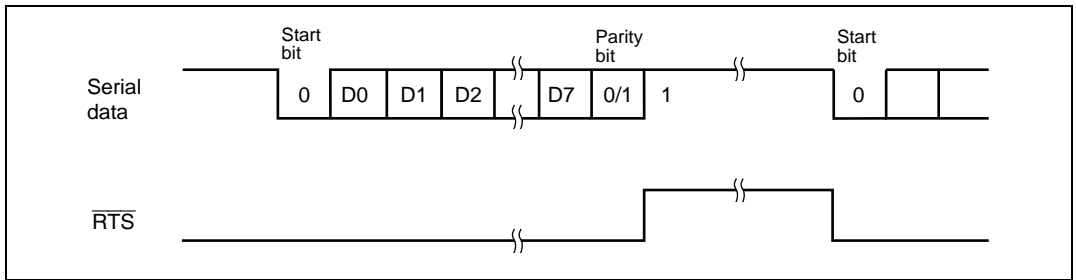 Start bit
Parity bit
Start bit
Serial data
0 D0 D1 D2 D7 0/1 1 0
RTS